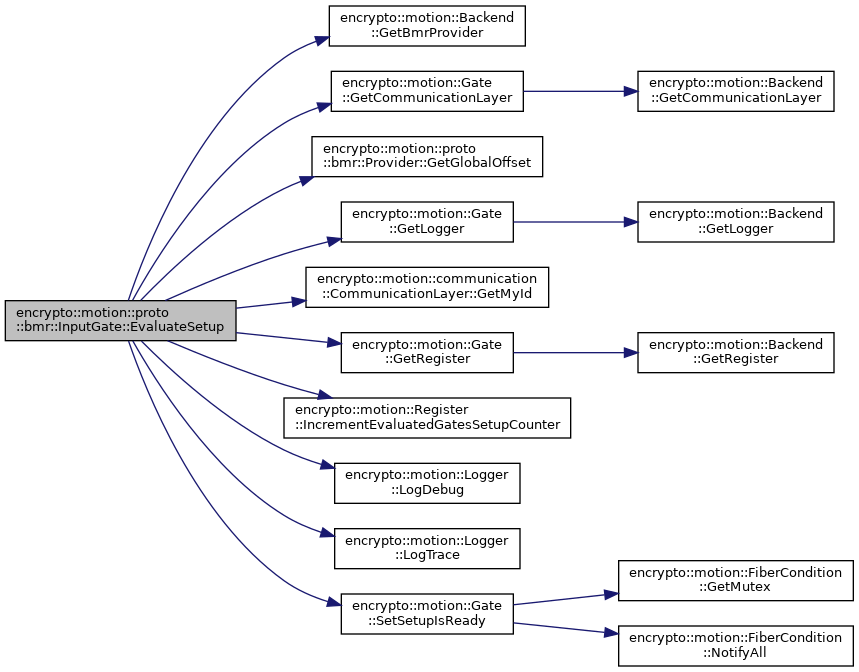 encrypto::motion::proto
::bmr::InputGate::EvaluateSetup
encrypto::motion::Backend
::GetBmrProvider
encrypto::motion::Gate
::GetCommunicationLayer
encrypto::motion::Backend
::GetCommunicationLayer
encrypto::motion::proto
::bmr::Provider::GetGlobalOffset
encrypto::motion::Gate
::GetLogger
encrypto::motion::Backend
::GetLogger
encrypto::motion::communication
::CommunicationLayer::GetMyId
encrypto::motion::Gate
::GetRegister
encrypto::motion::Backend
::GetRegister
encrypto::motion::Register
::IncrementEvaluatedGatesSetupCounter
encrypto::motion::Logger
::LogDebug
encrypto::motion::Logger
::LogTrace
encrypto::motion::Gate
::SetSetupIsReady
encrypto::motion::FiberCondition
::GetMutex
encrypto::motion::FiberCondition
::NotifyAll